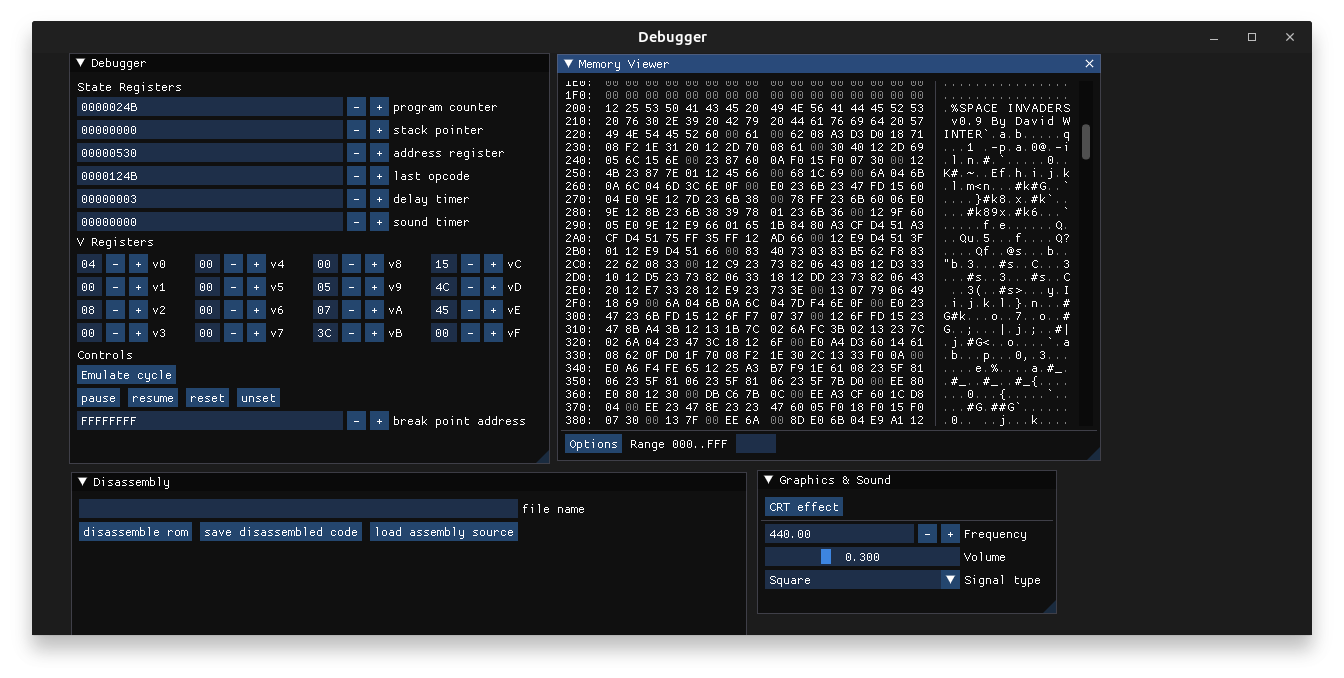 Debugger
Debugger
State Registers
0000024B - + program counter
00000000 - + stack pointer
00000530 - + address register
0000124B - + last opcode
00000003 - + delay timer
00000000 - + sound timer
V Registers
04 - + v0 00 - + v4 00 - + v8 15 - + vC
00 - + v1 00 - + v5 05 - + v9 4C - + vD
08 - + v2 00 - + v6 07 - + vA 45 - + vE
00 - + v3 00 - + v7 3C - + vB 00 - + vF
Controls
Emulate cycle
pause resume reset unset
FFFFFFFF - + break point address
Memory Viewer
1E0: 00 00 00 00 00 00 00 00 00 00 00 00 00 00 00 00 ................
1F0: 00 00 00 00 00 00 00 00 00 00 00 00 00 00 00 00 ................
200: 12 25 53 50 41 43 45 20 49 4E 56 41 44 45 52 53 .%SPACE INVADERS
210: 20 76 30 2E 39 20 42 79 20 44 61 76 69 64 20 57 v0.9 By David W
220: 49 4E 54 45 52 60 00 61 00 62 08 A3 D3 D0 18 71 INTER`.a.b.....q
230: 08 F2 1E 31 20 12 2D 70 08 61 00 30 40 12 2D 69 ...1 .-p.a.0@.-i
240: 05 6C 15 6E 00 23 87 60 0A F0 15 F0 07 30 00 12 .l.n.#.`.....0..
250: 4B 23 87 7E 01 12 45 66 00 68 1C 69 00 6A 04 6B K#.~..Ef.h.i.j.k
260: 0A 6C 04 6D 3C 6E 0F 00 E0 23 6B 23 47 FD 15 60 .l.m<n...#k#G..`
270: 04 E0 9E 12 7D 23 6B 38 00 78 FF 23 6B 60 06 E0 ....}#k8.x.#k`..
280: 9E 12 8B 23 6B 38 39 78 01 23 6B 36 00 12 9F 60 ...#k89x.#k6...`
290: 05 E0 9E 12 E9 66 01 65 1B 84 80 A3 CF D4 51 A3 .....f.e......Q.
2A0: CF D4 51 75 FF 35 FF 12 AD 66 00 12 E9 D4 51 3F ..Qu.5...f....Q?
2B0: 01 12 E9 D4 51 66 00 83 40 73 03 83 B5 62 F8 83 ....Qf..@s...b..
2C0: 22 62 08 33 00 12 C9 23 73 82 06 43 08 12 D3 33 "b.3...#s..C...3
2D0: 10 12 D5 23 73 82 06 33 18 12 DD 23 73 82 06 43 ...#s..3...#s..C
2E0: 20 12 E7 33 28 12 E9 23 73 3E 00 13 07 79 06 49 ..3(..#s>...y.I
2F0: 18 69 00 6A 04 6B 0A 6C 04 7D F4 6E 0F 00 E0 23 .i.j.k.l.}.n...#
300: 47 23 6B FD 15 12 6F F7 07 37 00 12 6F FD 15 23 G#k...o..7..o..#
310: 47 8B A4 3B 12 13 1B 7C 02 6A FC 3B 02 13 23 7C G..;...|.j.;..#|
320: 02 6A 04 23 47 3C 18 12 6F 00 E0 A4 D3 60 14 61 .j.#G<..o....`.a
330: 08 62 0F D0 1F 70 08 F2 1E 30 2C 13 33 F0 0A 00 .b...p...0,.3...
340: E0 A6 F4 FE 65 12 25 A3 B7 F9 1E 61 08 23 5F 81 ....e.%....a.#_.
350: 06 23 5F 81 06 23 5F 81 06 23 5F 7B D0 00 EE 80 .#_..#_..#_{....
360: E0 80 12 30 00 DB C6 7B 0C 00 EE A3 CF 60 1C D8 ...0...{.....`..
370: 04 00 EE 23 47 8E 23 23 47 60 05 F0 18 F0 15 F0 ...#G.##G`......
380: 07 30 00 13 7F 00 EE 6A 00 8D E0 6B 04 E9 A1 12 .0.....j...k....
Options Range 000..FFF
Disassembly
file name
disassemble rom save disassembled code load assembly source
Graphics & Sound
CRT effect
440.00 - + Frequency
0.300 Volume
Square Signal type